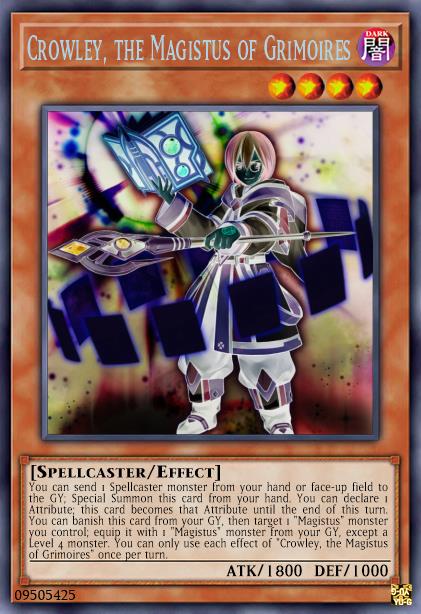 CROWLEY, THE MAGISTUS OF GRIMOIRES
DARK
闇
[SPELLCASTER/EFFECT]
You can send 1 Spellcaster monster from your hand or face-up field
to the GY; Special Summon this card from your hand. You can declare 1
Attribute; this card becomes that Attribute until the end of this turn.
You can banish this card from your GY, then target 1 "Magistus" monster
you control; equip it with 1 "Magistus" monster from your GY, except a
Level 4 monster. You can only use each effect of "Crowley, the Magistus
of Grimoires" once per turn.
ATK/1800 DEF/1000
09505425